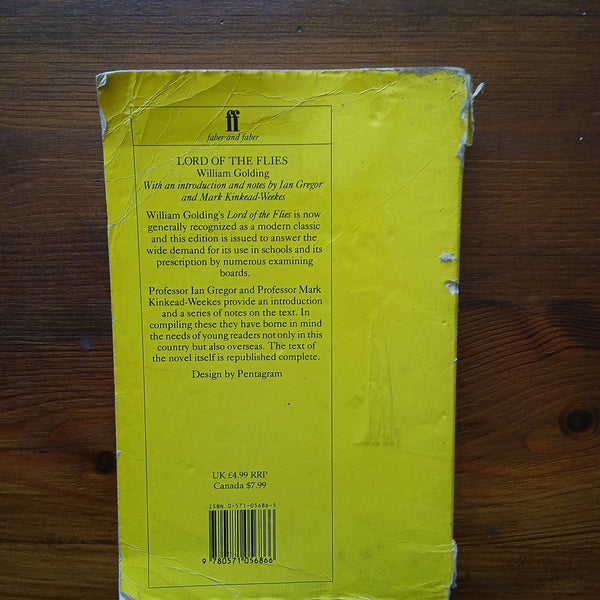 ff
faber and faber
LORD OF THE FLIES
William Golding
With an introduction and notes by Ian Gregor
and Mark Kinkead-Weekes
William Golding's Lord of the Flies is now
generally recognized as a modern classic
and this edition is issued to answer the
wide demand for its use in schools and its
prescription by numerous examining
boards.
Professor Ian Gregor and Professor Mark
Kinkead-Weekes provide an introduction
and a series of notes on the text. In
compiling these they have borne in mind
the needs of young readers not only in this
country but also overseas. The text of
the novel itself is republished complete.
Design by Pentagram
UK £4.99 RRP
Canada $7.99
ISBN 0-571-05686-5
9 780571 056866